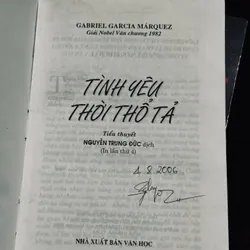 GABRIEL GARCIA MÁRQUEZ
Giải Nobel Văn chương 1982
TÌNH YÊU
THỜI THỔ TẢ
Tiểu thuyết
NGUYỄN TRUNG ĐỨC dịch
(In lần thứ 4)
4.8.2006
NHÀ XUẤT BẢN VĂN HỌC